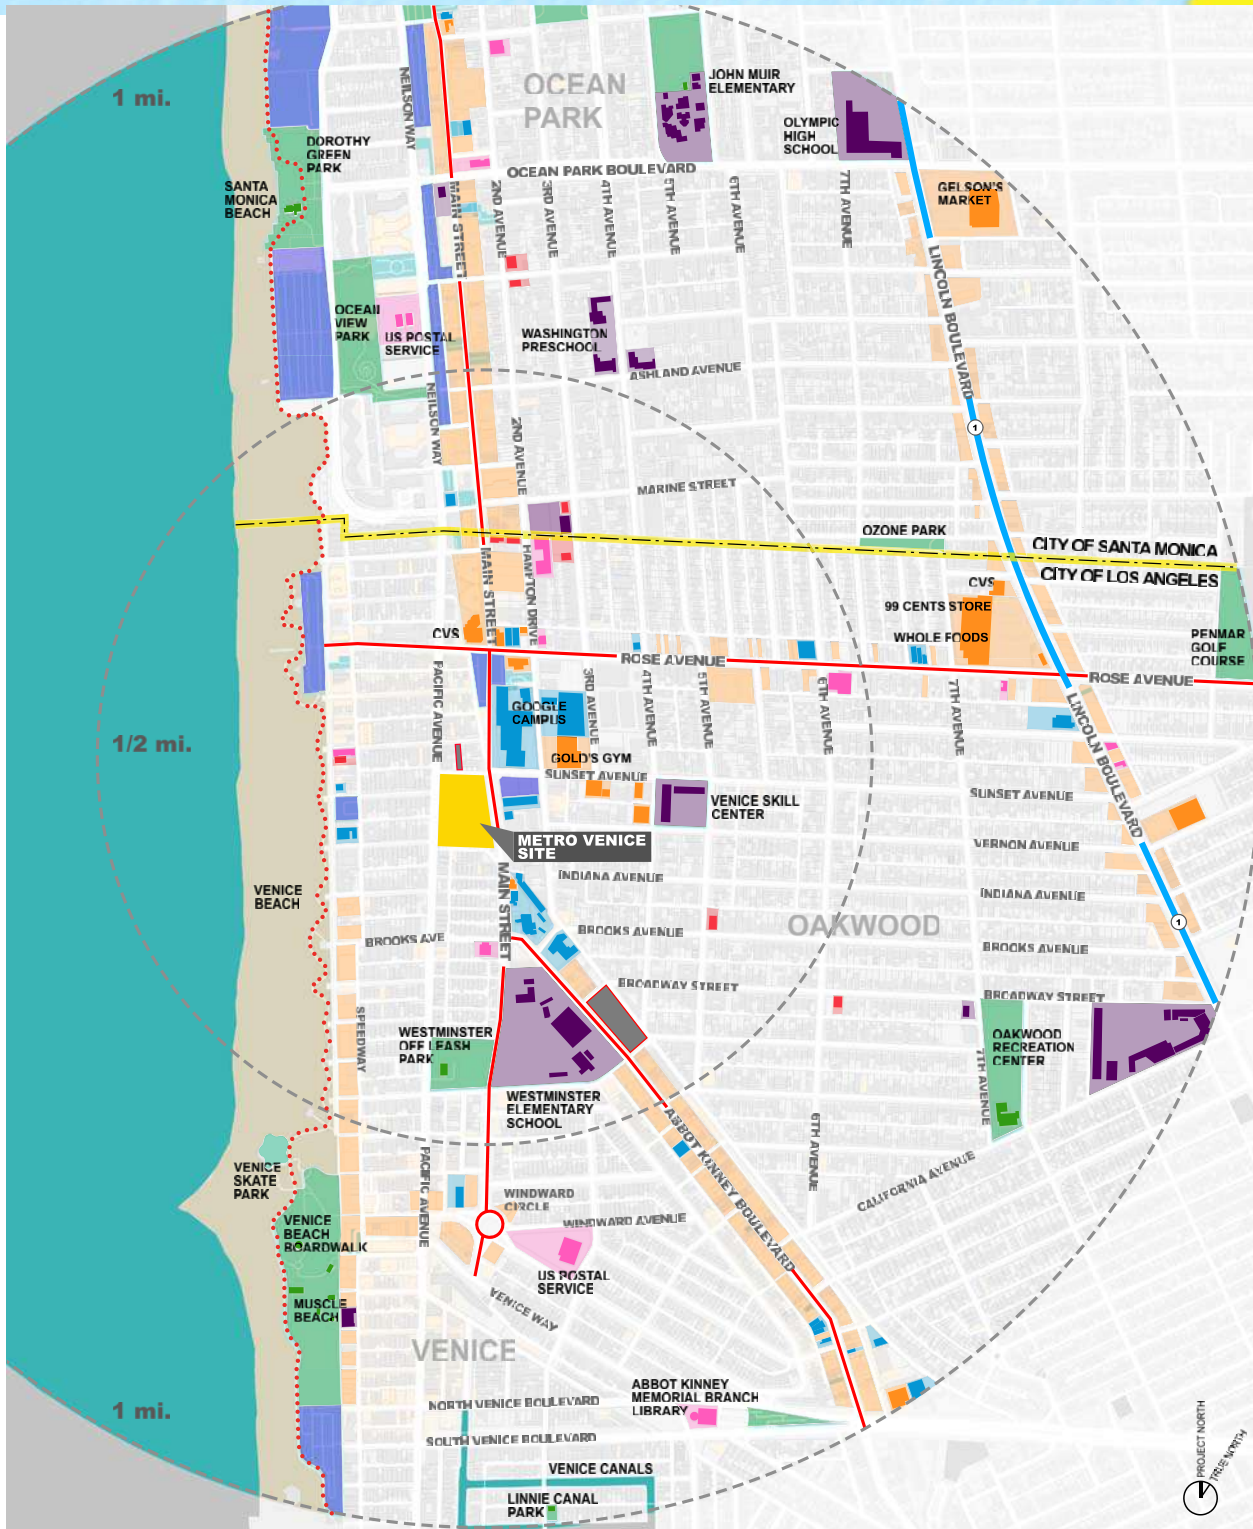 OCEAN
PARK
1 mi.
NEILSON WAY
JOHN MUIR
ELEMENTARY
OLYMPIC
HIGH
SCHOOL
DOROTHY
GREEN
PARK
SANTA
MONICA
BEACH
OCEAN PARK BOULEVARD
MAIN STREET
2ND AVENUE
3RD AVENUE
4TH AVENUE
5TH AVENUE
6TH AVENUE
7TH AVENUE
GELSON'S
MARKET
LINCOLN BOULEVARD
OCEAN
VIEW
PARK
US POSTAL
SERVICE
WASHINGTON
PRESCHOOL
ASHLAND AVENUE
NEILSON WAY
2ND AVENUE
1
MARINE STREET
OZONE PARK
CITY OF SANTA MONICA
CITY OF LOS ANGELES
MAIN STREET
HAMPTON DRIVE
CVS
99 CENTS STORE
WHOLE FOODS
CVS
PENMAR
GOLF
COURSE
ROSE AVENUE
ROSE AVENUE
PACIFIC AVENUE
3RD AVENUE
4TH AVENUE
5TH AVENUE
6TH AVENUE
7TH AVENUE
LINCOLN BOULEVARD
GOOGLE
CAMPUS
1/2 mi.
GOLD'S GYM
SUNSET AVENUE
SUNSET AVENUE
VENICE SKILL
CENTER
METRO VENICE
SITE
VERNON AVENUE
INDIANA AVENUE
INDIANA AVENUE
VENICE
BEACH
MAIN STREET
OAKWOOD
BROOKS AVE
BROOKS AVENUE
BROOKS AVENUE
1
BROADWAY STREET
BROADWAY STREET
SPEEDWAY
WESTMINSTER
OFF LEASH
PARK
OAKWOOD
RECREATION
CENTER
7TH AVENUE
WESTMINSTER
ELEMENTARY
SCHOOL
ABBOT KINNEY BOULEVARD
6TH AVENUE
CALIFORNIA AVENUE
VENICE
SKATE
PARK
PACIFIC AVENUE
WINDWARD
CIRCLE
WINDWARD AVENUE
VENICE
BEACH
BOARDWALK
US POSTAL
SERVICE
MUSCLE
BEACH
VENICE WAY
VENICE
1 mi.
NORTH VENICE BOULEVARD
ABBOT KINNEY
MEMORIAL BRANCH
LIBRARY
SOUTH VENICE BOULEVARD
VENICE CANALS
LINNIE CANAL
PARK
PROJECT NORTH
TRUE NORTH